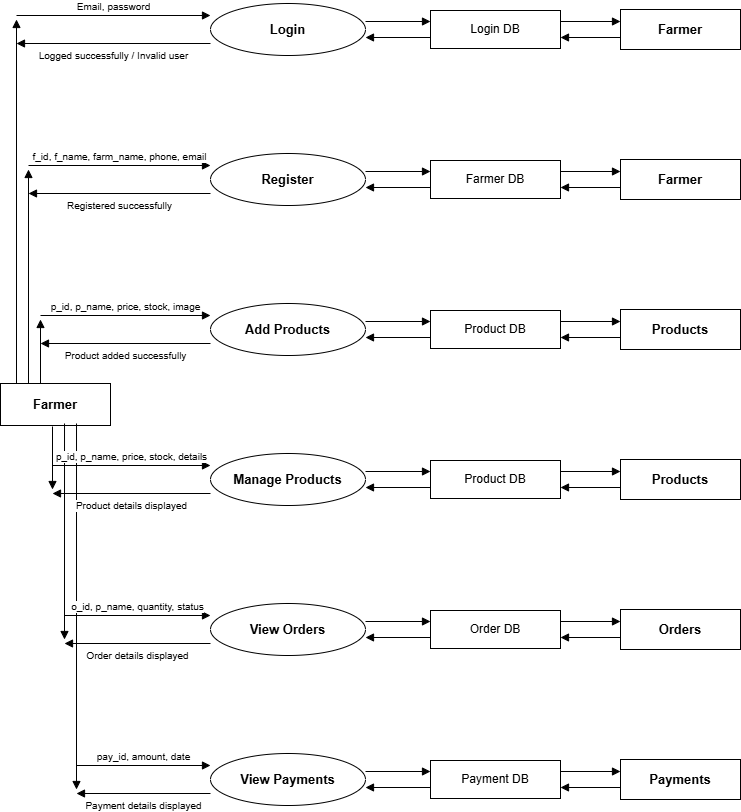 Email, password
Login
Login DB
Farmer
Logged successfully / Invalid user
f_id, f_name, farm_name, phone, email
Register
Farmer DB
Farmer
Registered successfully
p_id, p_name, price, stock, image
Add Products
Product DB
Products
Product added successfully
Farmer
p_id, p_name, price, stock, details
Manage Products
Product DB
Products
Product details displayed
o_id, p_name, quantity, status
View Orders
Order DB
Orders
Order details displayed
pay_id, amount, date
View Payments
Payment DB
Payments
Payment details displayed